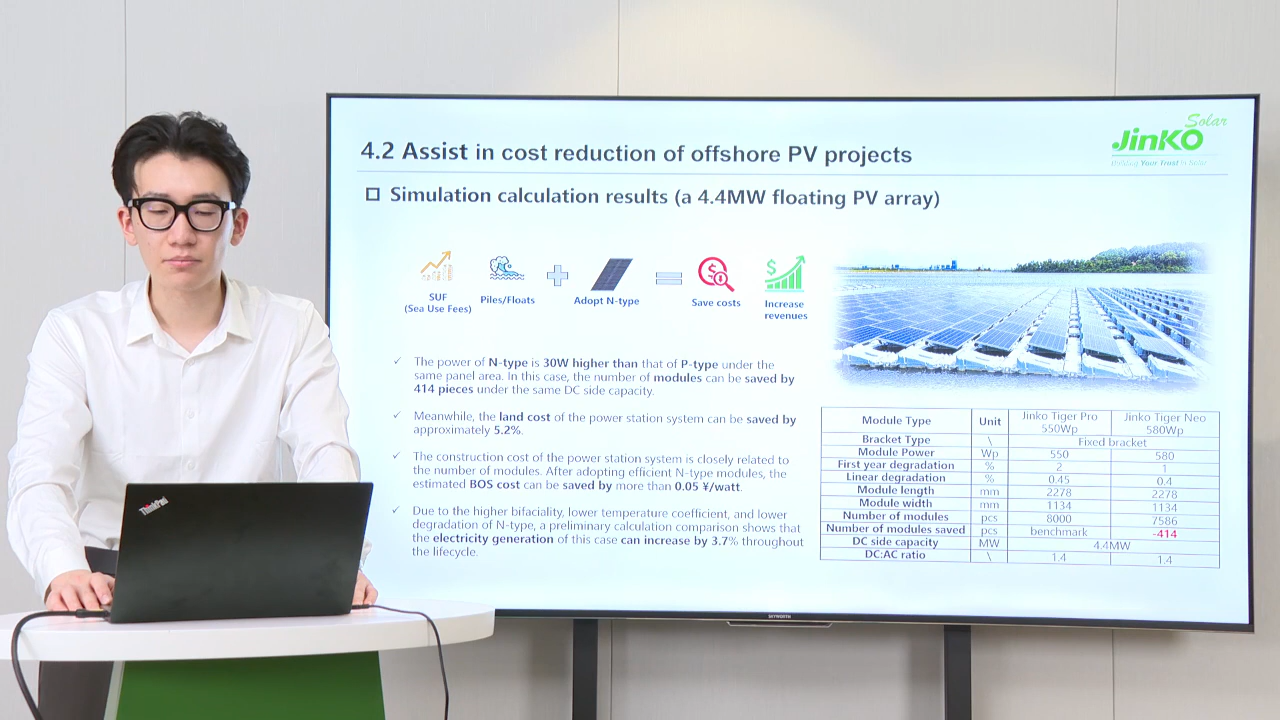 Solar
JinKO
Building Your Trust in Solar
4.2 Assist in cost reduction of offshore PV projects
Simulation calculation results (a 4.4MW floating PV array)
SUF
(Sea Use Fees)
Piles/Floats
Adopt N-type
Save costs
Increase
revenues
✓ The power of N-type is 30W higher than that of P-type under the
same panel area. In this case, the number of modules can be saved by
414 pieces under the same DC side capacity.
✓ Meanwhile, the land cost of the power station system can be saved by
approximately 5.2%.
✓ The construction cost of the power station system is closely related to
the number of modules. After adopting efficient N-type modules, the
estimated BOS cost can be saved by more than 0.05 ¥/watt.
✓ Due to the higher bifaciality, lower temperature coefficient, and lower
degradation of N-type, a preliminary calculation comparison shows that
the electricity generation of this case can increase by 3.7% throughout
the lifecycle.
Module Type Unit Jinko Tiger Pro 550Wp Jinko Tiger Neo 580Wp
Bracket Type \ Fixed bracket
Module Power Wp 550 580
First year degradation % 2 1
Linear degradation % 0.45 0.4
Module length mm 2278 2278
Module width mm 1134 1134
Number of modules pcs 8000 7586
Number of modules saved pcs benchmark -414
DC side capacity MW 4.4MW
DC:AC ratio \ 1.4 1.4
ThinkPad
SKYWORTH